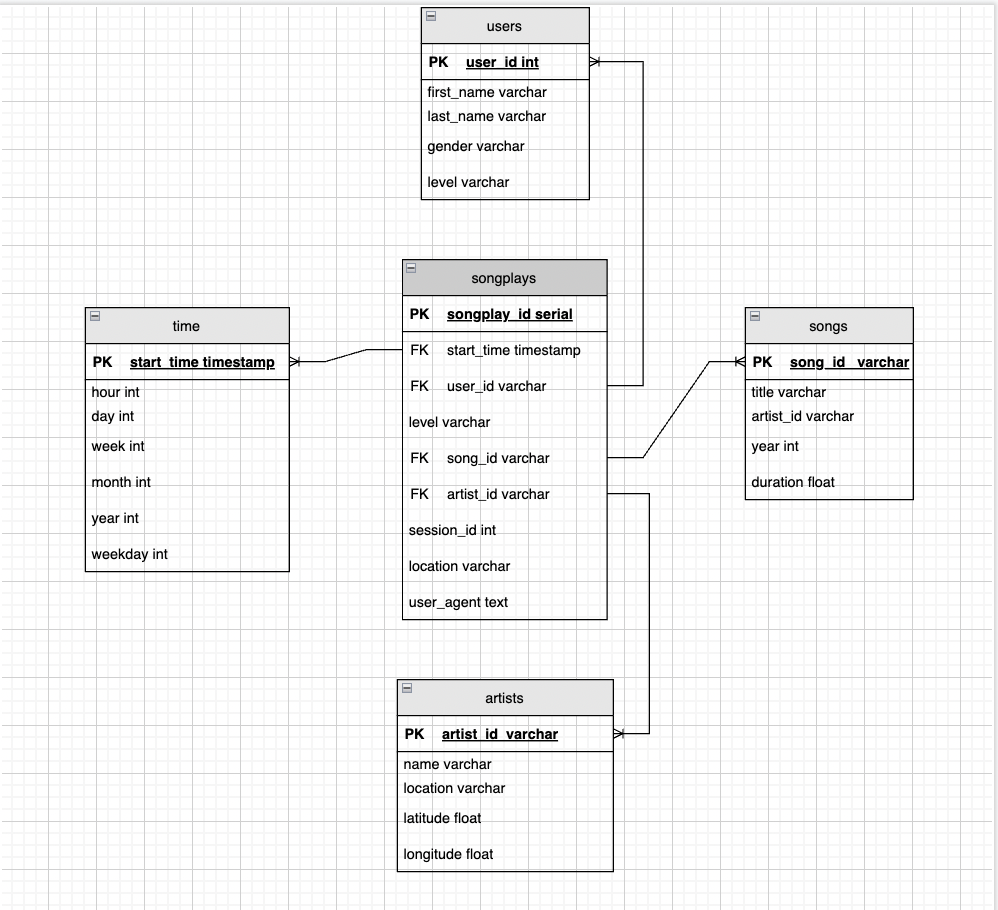 users
PK user_id int
first_name varchar
last_name varchar
gender varchar
level varchar
songplays
PK songplay_id serial
FK start_time timestamp
FK user_id varchar
level varchar
FK song_id varchar
FK artist_id varchar
session_id int
location varchar
user_agent text
time
PK start_time timestamp
hour int
day int
week int
month int
year int
weekday int
songs
PK song_id varchar
title varchar
artist_id varchar
year int
duration float
artists
PK artist_id varchar
name varchar
location varchar
latitude float
longitude float